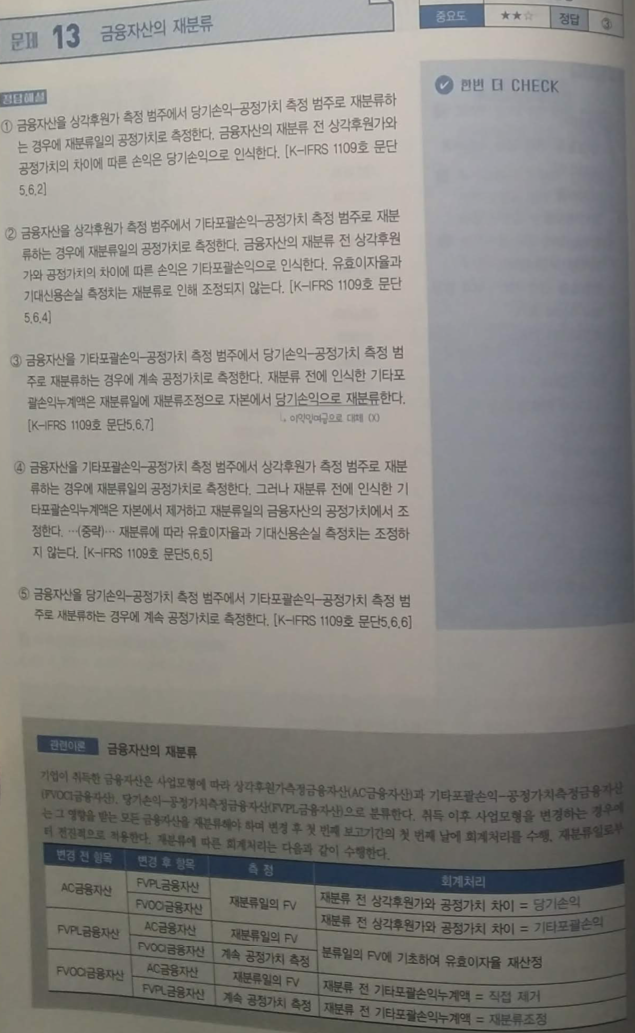 문제 13 금융자산의 재분류
중요도 ★★☆ 정답 ③
정답해설
① 금융자산을 상각후원가 측정 범주에서 당기손익-공정가치 측정 범주로 재분류하
는 경우에 재분류일의 공정가치로 측정한다. 금융자산의 재분류 전 상각후원가와
공정가치의 차이에 따른 손익은 당기손익으로 인식한다. [K-IFRS 1109호 문단
5.6.2]
② 금융자산을 상각후원가 측정 범주에서 기타포괄손익-공정가치 측정 범주로 재분
류하는 경우에 재분류일의 공정가치로 측정한다. 금융자산의 재분류 전 상각후원
가와 공정가치의 차이에 따른 손익은 기타포괄손익으로 인식한다. 유효이자율과
기대신용손실 측정치는 재분류로 인해 조정되지 않는다. [K-IFRS 1109호 문단
5.6.4]
③ 금융자산을 기타포괄손익-공정가치 측정 범주에서 당기손익-공정가치 측정 범
주로 재분류하는 경우에 계속 공정가치로 측정한다. 재분류 전에 인식한 기타포
괄손익누계액은 재분류일에 재분류조정으로 자본에서 당기손익으로 재분류한다.
[K-IFRS 1109호 문단5.6.7]
↳ 이익잉여금으로 대체 (X)
④ 금융자산을 기타포괄손익-공정가치 측정 범주에서 상각후원가 측정 범주로 재분
류하는 경우에 재분류일의 공정가치로 측정한다. 그러나 재분류 전에 인식한 기
타포괄손익누계액은 자본에서 제거하고 재분류일의 금융자산의 공정가치에서 조
정한다. …(중략)… 재분류에 따라 유효이자율과 기대신용손실 측정치는 조정하
지 않는다. [K-IFRS 1109호 문단5.6.5]
⑤ 금융자산을 당기손익-공정가치 측정 범주에서 기타포괄손익-공정가치 측정 범
주로 재분류하는 경우에 계속 공정가치로 측정한다. [K-IFRS 1109호 문단5.6.6]
한번 더 CHECK
관련이론 금융자산의 재분류
기업이 취득한 금융자산은 사업모형에 따라 상각후원가측정금융자산(AC금융자산)과 기타포괄손익-공정가치측정금융자산
(FVOCI금융자산), 당기손익-공정가치측정금융자산(FVPL금융자산)으로 분류한다. 취득 이후 사업모형을 변경하는 경우에
는 그 영향을 받는 모든 금융자산을 재분류해야 하며 변경 후 첫 번째 보고기간의 첫 번째 날에 회계처리를 수행, 재분류일로부
터 전진적으로 적용한다. 재분류에 따른 회계처리는 다음과 같이 수행한다.
변경 전 항목 변경 후 항목 측 정 회계처리
AC금융자산 FVPL금융자산 재분류일의 FV 재분류 전 상각후원가와 공정가치 차이 = 당기손익
FVOCI금융자산 재분류 전 상각후원가와 공정가치 차이 = 기타포괄손익
FVPL금융자산 AC금융자산 재분류일의 FV 분류일의 FV에 기초하여 유효이자율 재산정
FVOCI금융자산 계속 공정가치 측정
FVOCI금융자산 AC금융자산 재분류일의 FV 재분류 전 기타포괄손익누계액 = 직접 제거
FVPL금융자산 계속 공정가치 측정 재분류 전 기타포괄손익누계액 = 재분류조정